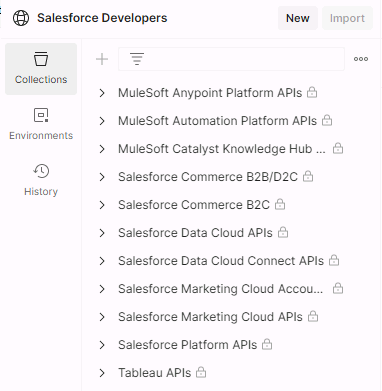 Salesforce Developers
New
Import
Collections
Environments
History
MuleSoft Anypoint Platform APIs
MuleSoft Automation Platform APIs
MuleSoft Catalyst Knowledge Hub ...
Salesforce Commerce B2B/D2C
Salesforce Commerce B2C
Salesforce Data Cloud APIs
Salesforce Data Cloud Connect APIs
Salesforce Marketing Cloud Accou...
Salesforce Marketing Cloud APIs
Salesforce Platform APIs
Tableau APIs